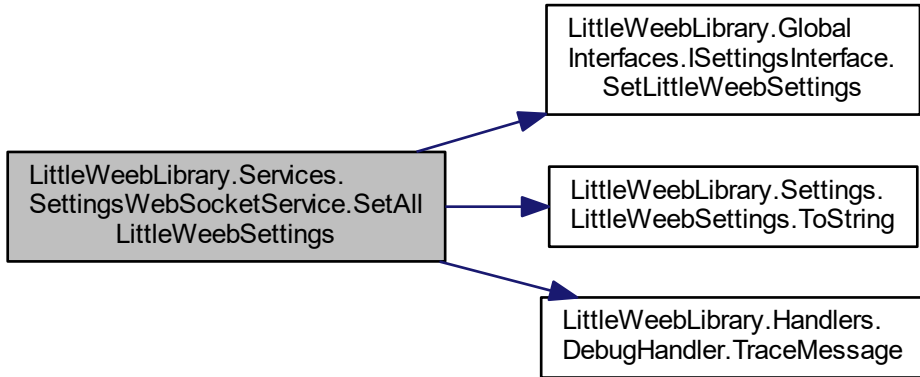 LittleWeebLibrary.Services.
SettingsWebSocketService.SetAll
LittleWeebSettings
LittleWeebLibrary.Global
Interfaces.ISettingsInterface.
SetLittleWeebSettings
LittleWeebLibrary.Settings.
LittleWeebSettings.ToString
LittleWeebLibrary.Handlers.
DebugHandler.TraceMessage